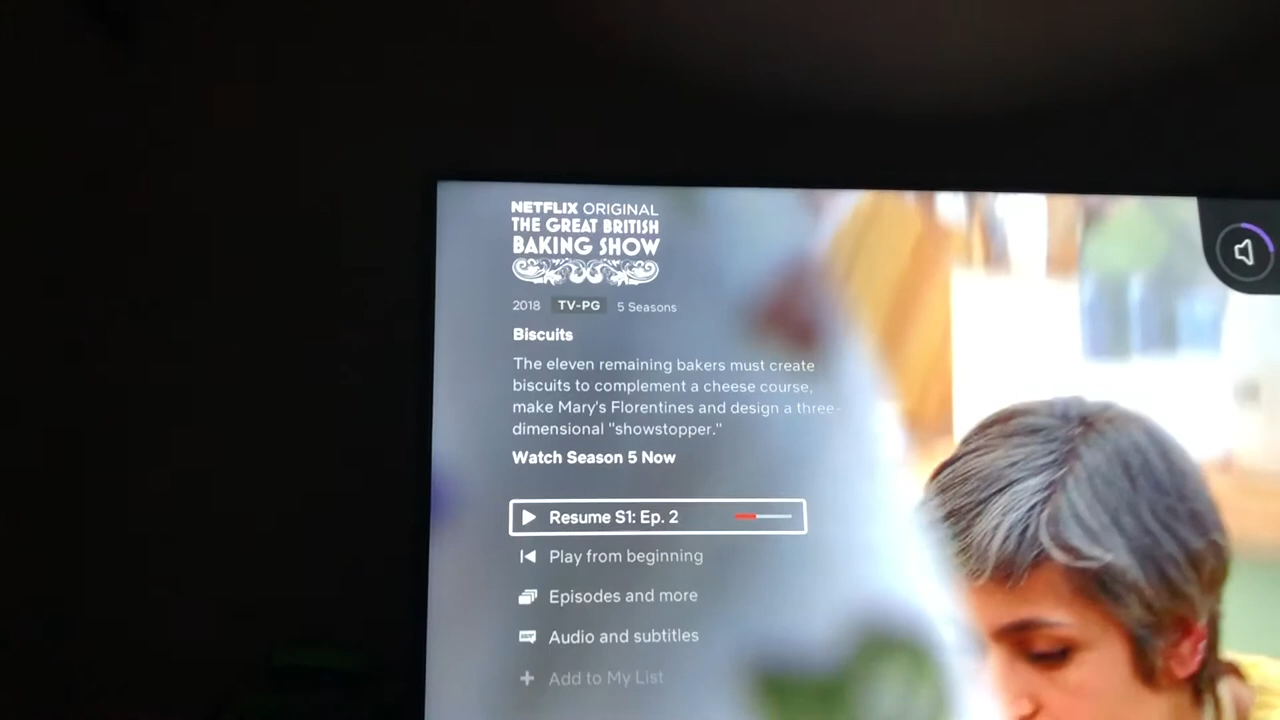 NETFLIX ORIGINAL
THE GREAT BRITISH
BAKING SHOW
2018 TV-PG 5 Seasons
Biscuits
The eleven remaining bakers must create
biscuits to complement a cheese course,
make Mary's Florentines and design a three-
dimensional "showstopper."
Watch Season 5 Now
Resume S1: Ep. 2
Play from beginning
Episodes and more
Audio and subtitles
Add to My List